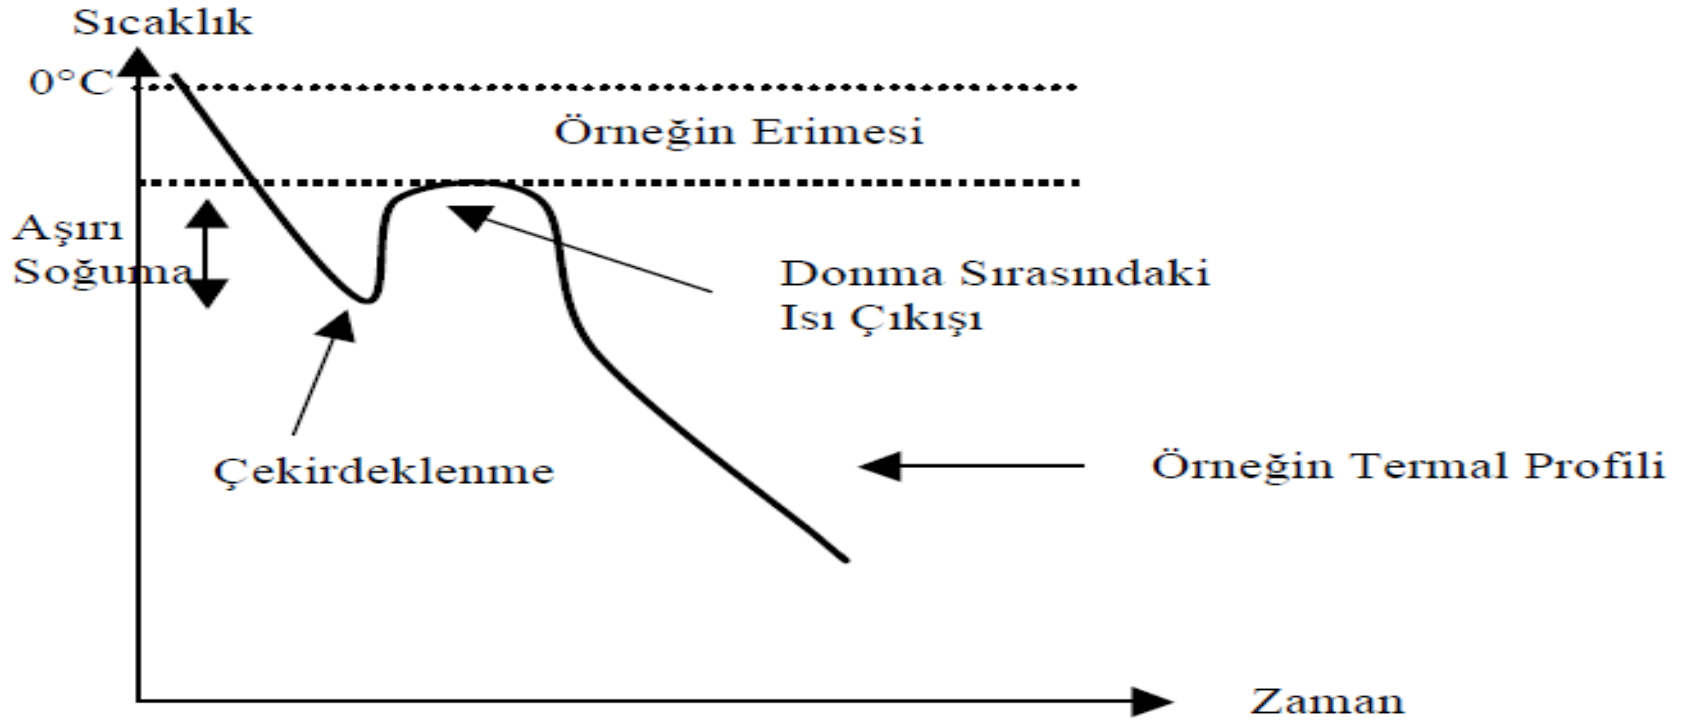 Sıcaklık
0°C
Örneğin Erimesi
Aşırı
Soğuma
Donma Sırasındaki
Isı Çıkışı
Çekirdeklenme
Örneğin Termal Profili
Zaman